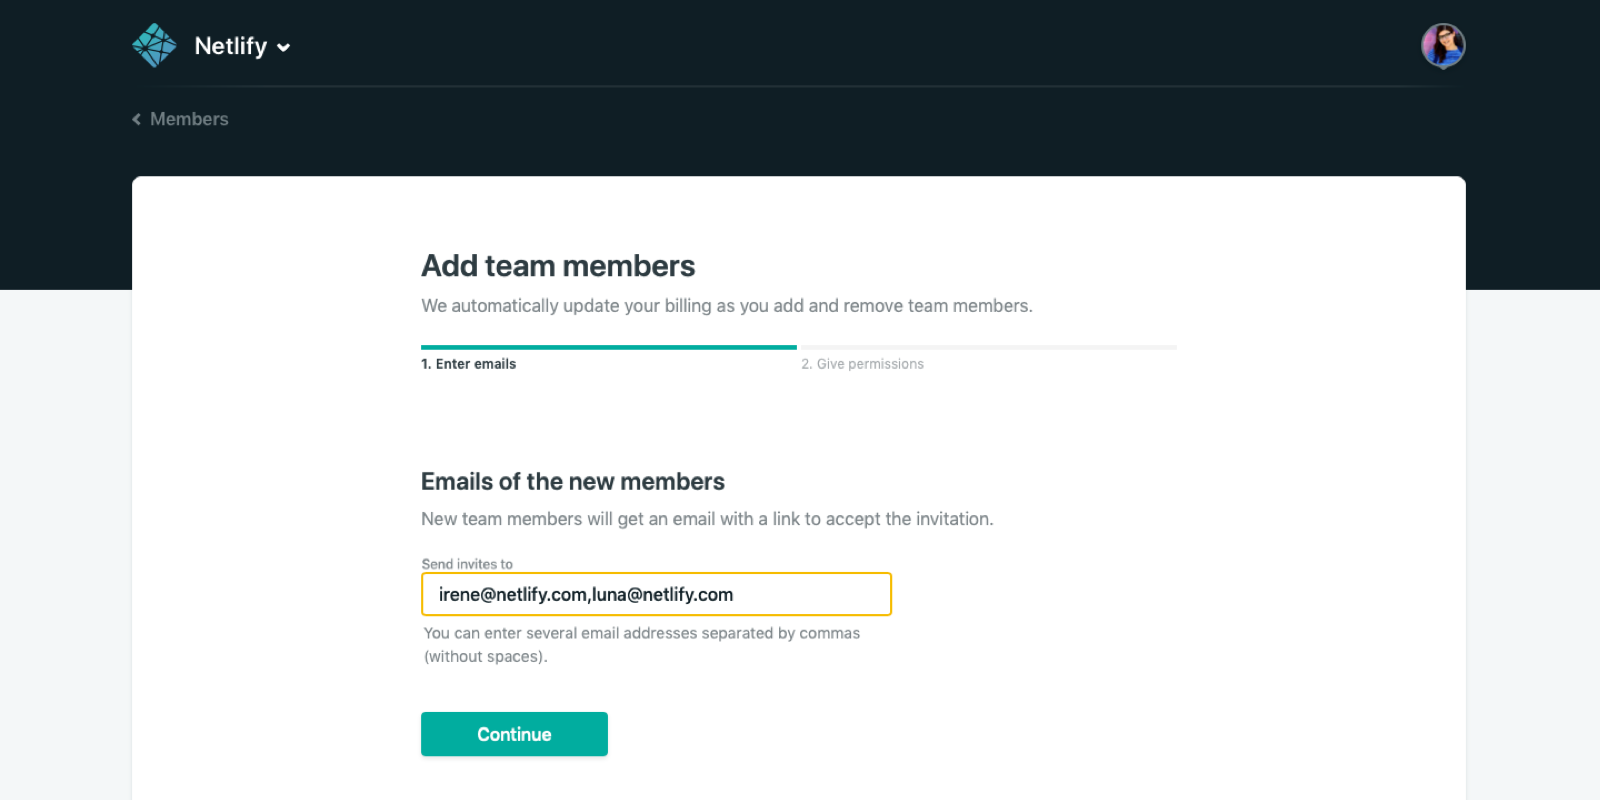 Netlify
Members
Add team members
We automatically update your billing as you add and remove team members.
1. Enter emails
2. Give permissions
Emails of the new members
New team members will get an email with a link to accept the invitation.
Send invites to
irene@netlify.com,luna@netlify.com
You can enter several email addresses separated by commas
(without spaces).
Continue